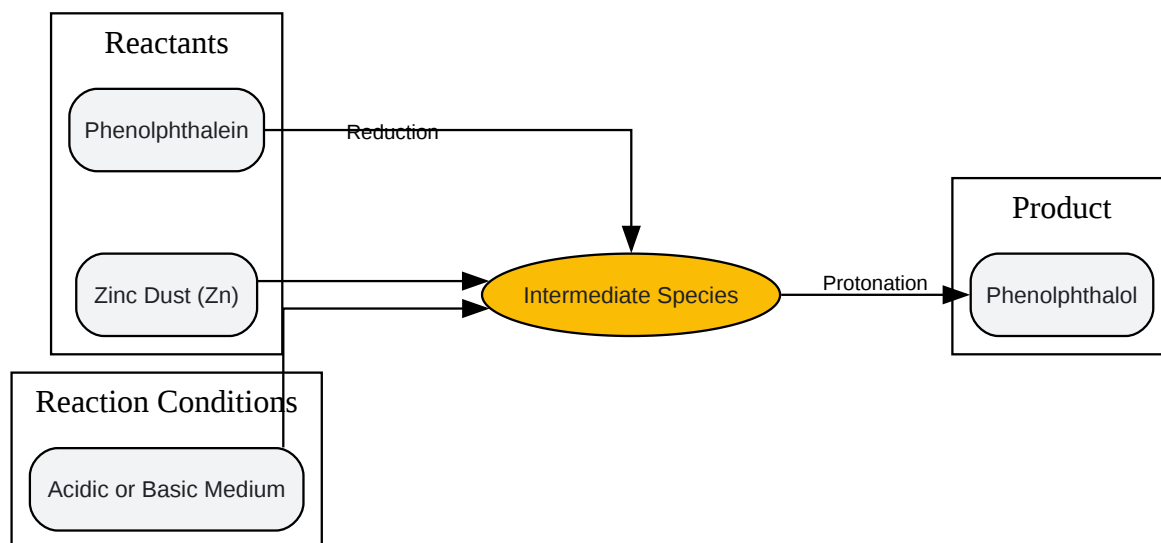 Reactants
Phenolphthalein
Reduction
Zinc Dust (Zn)
Intermediate Species
Protonation
Product
Phenolphthalol
Reaction Conditions
Acidic or Basic Medium